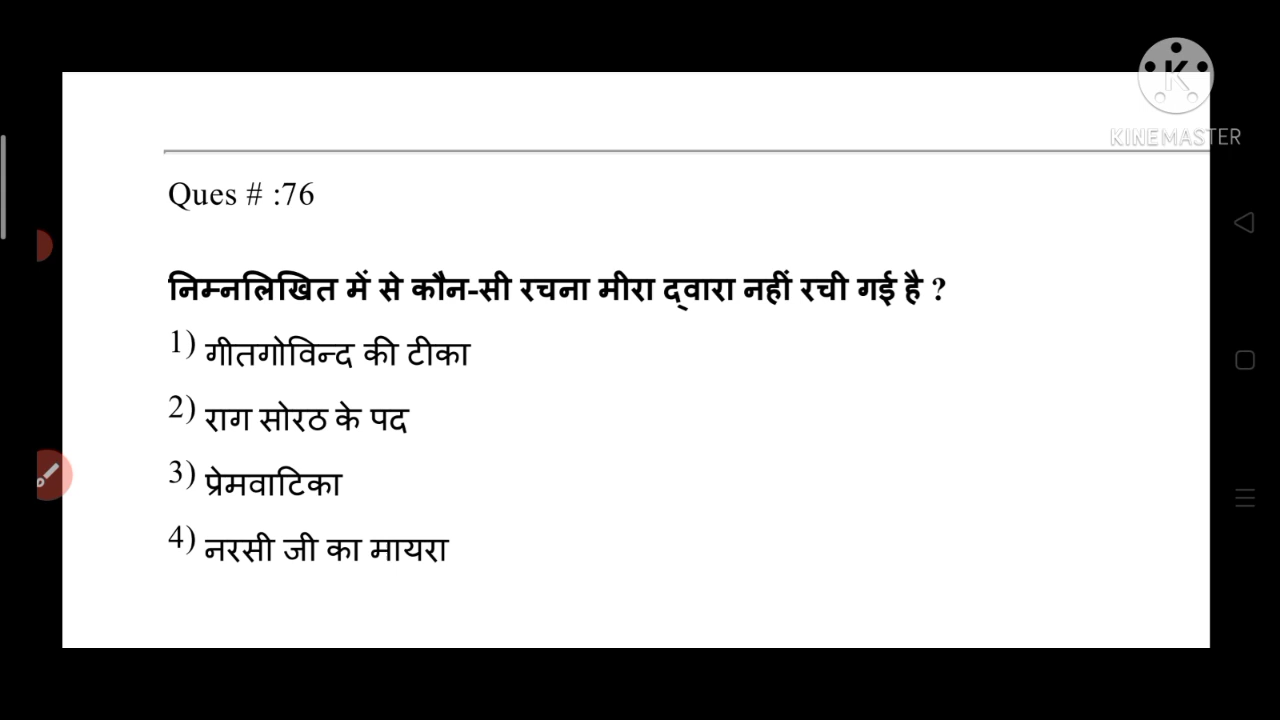 KINEMASTER
Ques # :76
निम्नलिखित में से कौन-सी रचना मीरा द्वारा नहीं रची गई है ?
1) गीतगोविन्द की टीका
2) राग सोरठ के पद
3) प्रेमवाटिका
4) नरसी जी का मायरा